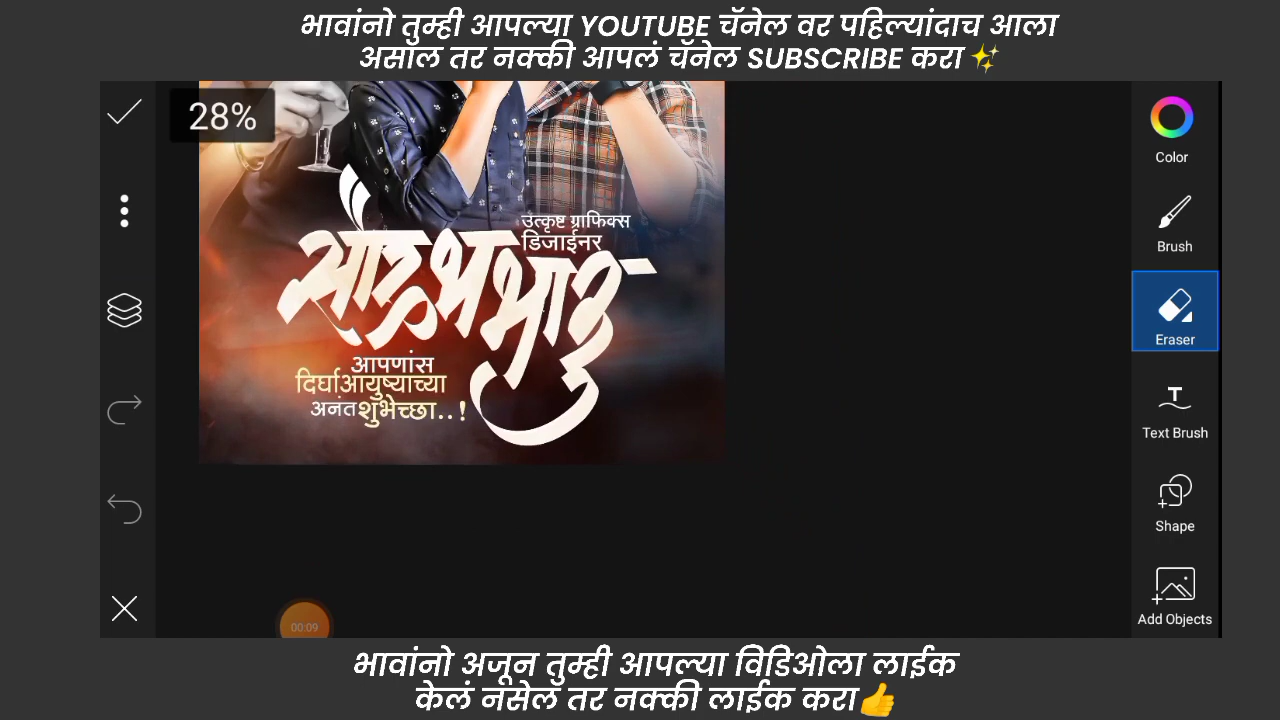 भावांनो तुम्ही आपल्या YOUTUBE चॅनेल वर पहिल्यांदाच आला
असाल तर नक्की आपलं चॅनेल SUBSCRIBE करा ✨
28%
Color
Brush
Eraser
Text Brush
Shape
Add Objects
उत्कृष्ट ग्राफिक्स
डिजाईनर
सौरभ भाई
आपणांस
दिर्घाआयुष्याच्या
अनंत शुभेच्छा..!
00:09
भावांनो अजून तुम्ही आपल्या विडिओला लाईक
केलं नसेल तर नक्की लाईक करा👍